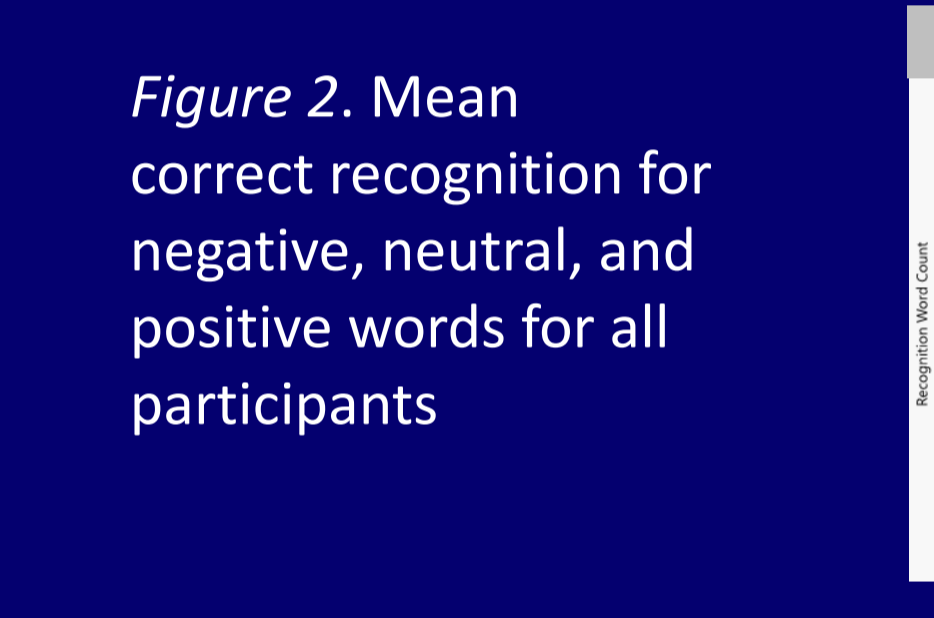 Figure 2. Mean
correct recognition for
negative, neutral, and
positive words for all
participants
Recognition Word Count